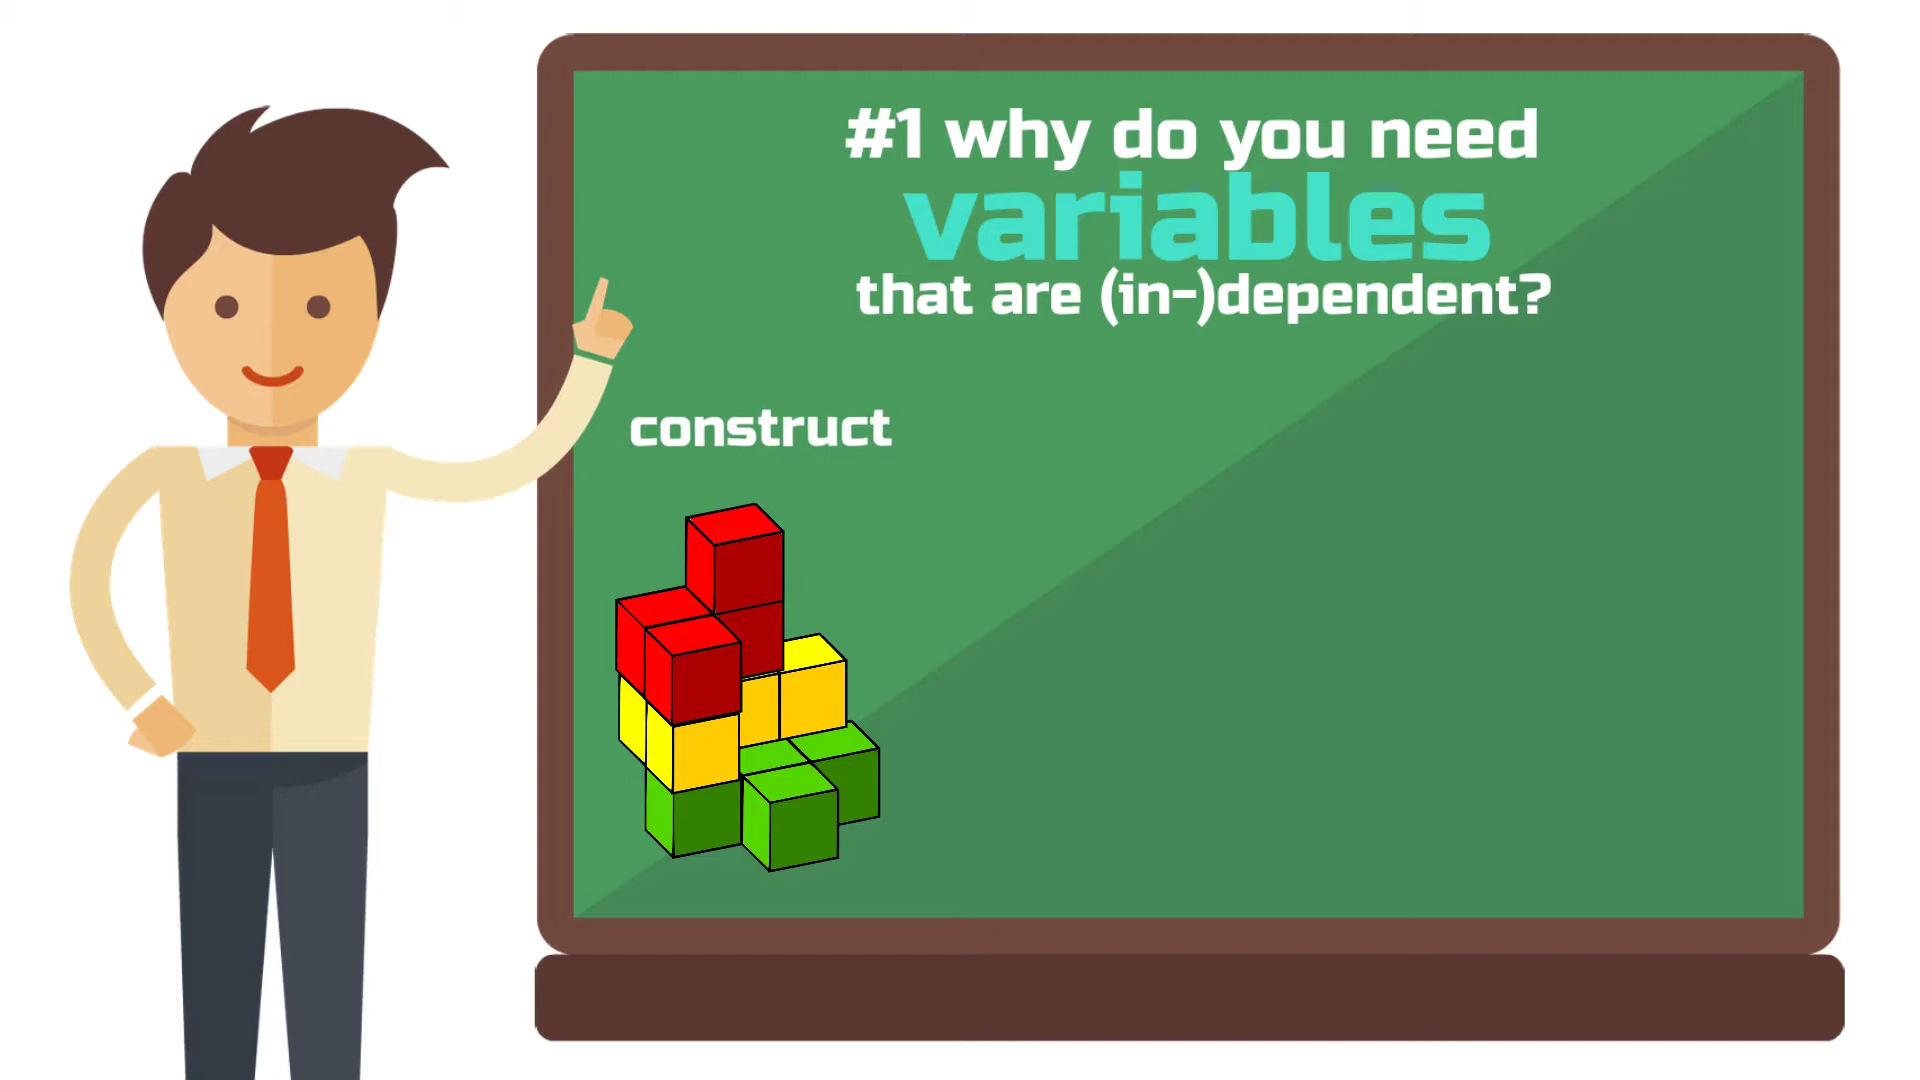 #1 why do you need
variables
that are (in-)dependent?
construct